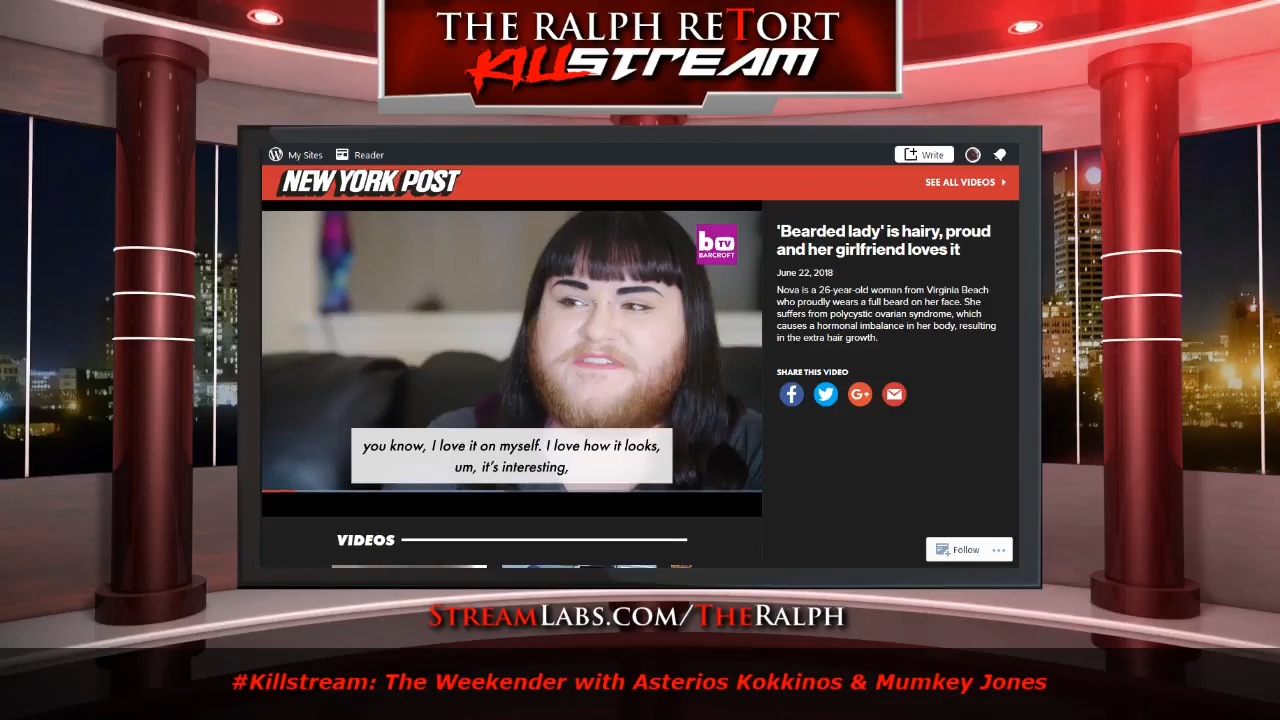 THE RALPH RETORT
KILLSTREAM
My Sites Reader Write
NEW YORK POST SEE ALL VIDEOS
b TV
BARCROFT
'Bearded lady' is hairy, proud
and her girlfriend loves it
June 22, 2018
Nova is a 26-year-old woman from Virginia Beach
who proudly wears a full beard on her face. She
suffers from polycystic ovarian syndrome, which
causes a hormonal imbalance in her body, resulting
in the extra hair growth.
SHARE THIS VIDEO
you know, I love it on myself. I love how it looks,
um, it's interesting,
VIDEOS
Follow
STREAMLABS.COM/THERALPH
#Killstream: The Weekender with Asterios Kokkinos & Mumkey Jones